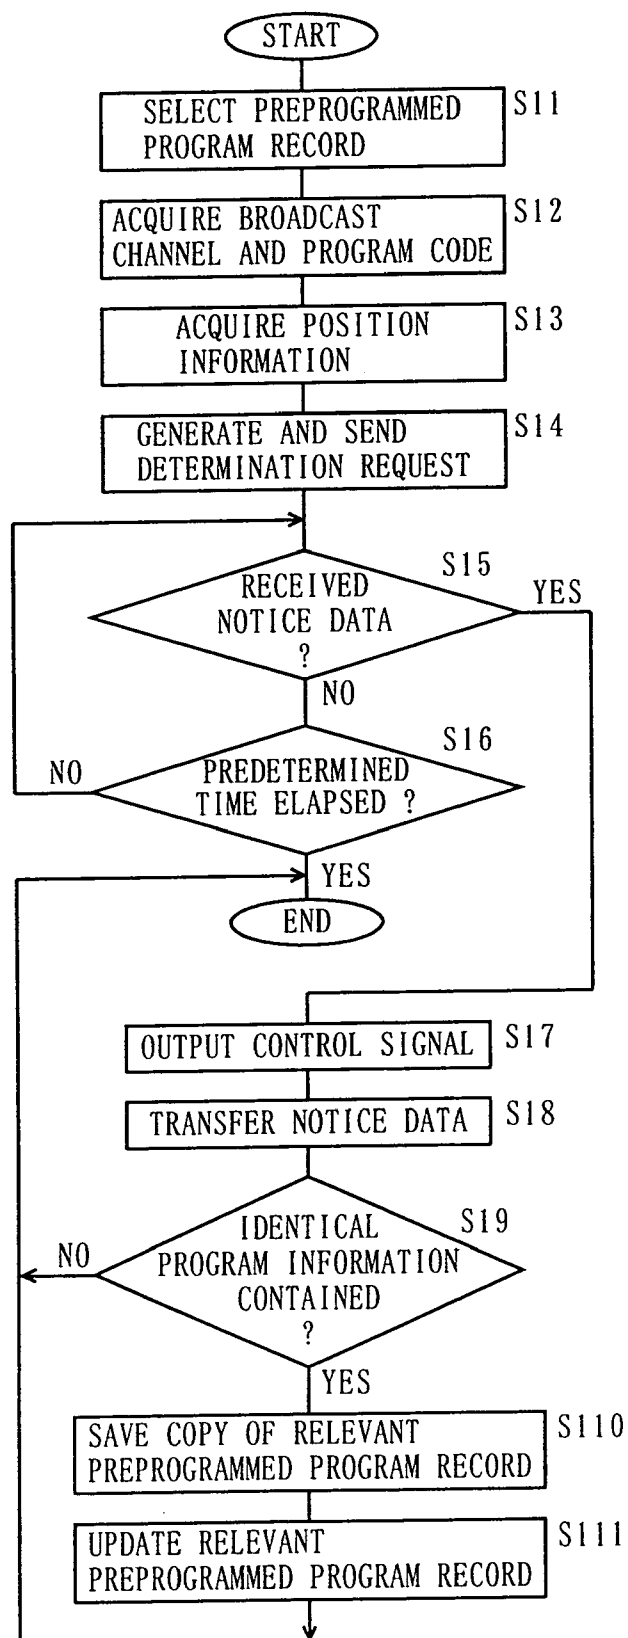 START
SELECT PREPROGRAMMED
PROGRAM RECORD
S11
ACQUIRE BROADCAST
CHANNEL AND PROGRAM CODE
S12
ACQUIRE POSITION
INFORMATION
S13
GENERATE AND SEND
DETERMINATION REQUEST
S14
S15
RECEIVED
NOTICE DATA
?
YES
NO
S16
PREDETERMINED
TIME ELAPSED ?
NO
YES
END
OUTPUT CONTROL SIGNAL
S17
TRANSFER NOTICE DATA
S18
S19
IDENTICAL
PROGRAM INFORMATION
CONTAINED
?
NO
YES
SAVE COPY OF RELEVANT
PREPROGRAMMED PROGRAM RECORD
S110
UPDATE RELEVANT
PREPROGRAMMED PROGRAM RECORD
S111